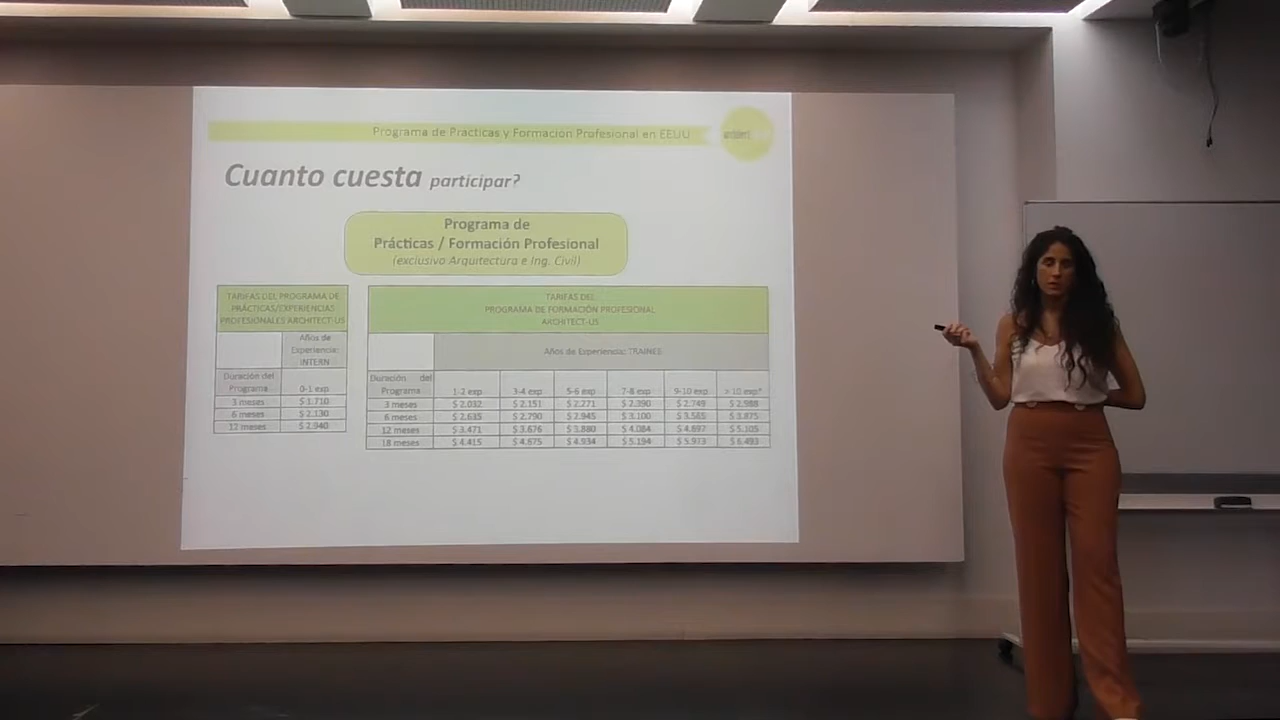 Programa de Practicas y Formacion Profesional en EEUU
Cuanto cuesta participar?
Programa de
Prácticas / Formación Profesional
(exclusivo Arquitectura e Ing. Civil)
TARIFAS DEL PROGRAMA DE
PRÁCTICAS/EXPERIENCIAS
PROFESIONALES ARCHITECT-US
Años de
Experiencia:
INTERN
Duración del
Programa 0-1 exp
3 meses $ 1.710
6 meses $ 2.130
12 meses $ 2.940
TARIFAS DEL
PROGRAMA DE FORMACIÓN PROFESIONAL
ARCHITECT-US
Años de Experiencia: TRAINEE
Duración del
Programa 1-2 exp 3-4 exp 5-6 exp 7-8 exp 9-10 exp > 10 exp*
3 meses $ 2.032 $ 2.151 $ 2.271 $ 2.390 $ 2.749 $ 2.988
6 meses $ 2.635 $ 2.790 $ 2.945 $ 3.100 $ 3.565 $ 3.875
12 meses $ 3.471 $ 3.676 $ 3.880 $ 4.084 $ 4.697 $ 5.105
18 meses $ 4.415 $ 4.675 $ 4.934 $ 5.194 $ 5.973 $ 6.493